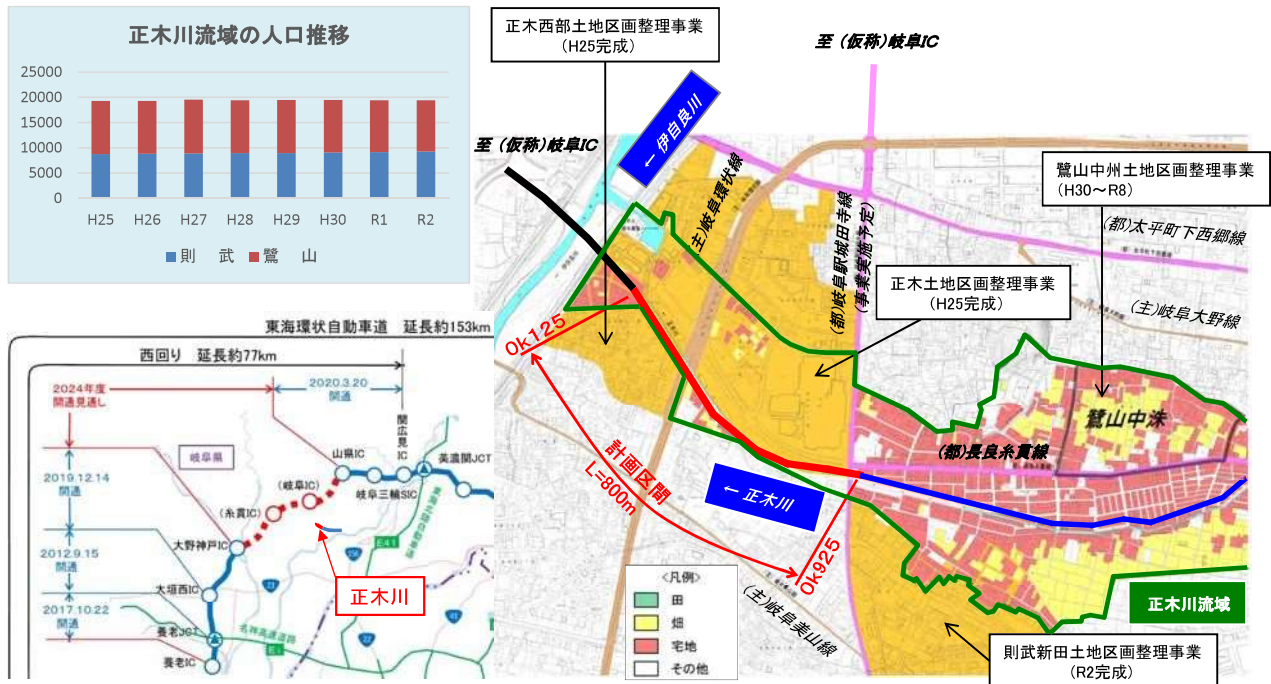 正木川流域の人口推移
25000
20000
15000
10000
5000
0
H25 H26 H27 H28 H29 H30 R1 R2
則 武 鷺 山
東海環状自動車道 延長約153km
西回り 延長約77km
2024年度
開通見通し
2020.3.20
開通
関広見IC
岐阜県
山県IC
美濃関JCT
2019.12.14
開通
(岐阜IC)
岐阜三輪SIC
(糸貫IC)
大野神戸IC
2012.9.15
開通
大垣西IC
正木川
2017.10.22
開通
養老JCT
名神高速道路
養老IC
E41
正木西部土地区画整理事業
(H25完成)
至 (仮称)岐阜IC
至 (仮称)岐阜IC
← 伊自良川
(主)岐阜環状線
(都)岐阜駅城田寺線
(事業実施予定)
鷺山中州土地区画整理事業
(H30～R8)
(都)太平町下西郷線
正木土地区画整理事業
(H25完成)
(主)岐阜大野線
0k125
鷺山中洙
(都)長良糸貫線
計画区間
L=800m
← 正木川
0k925
(主)岐阜美山線
<凡例>
田
畑
宅地
その他
正木川流域
則武新田土地区画整理事業
(R2完成)